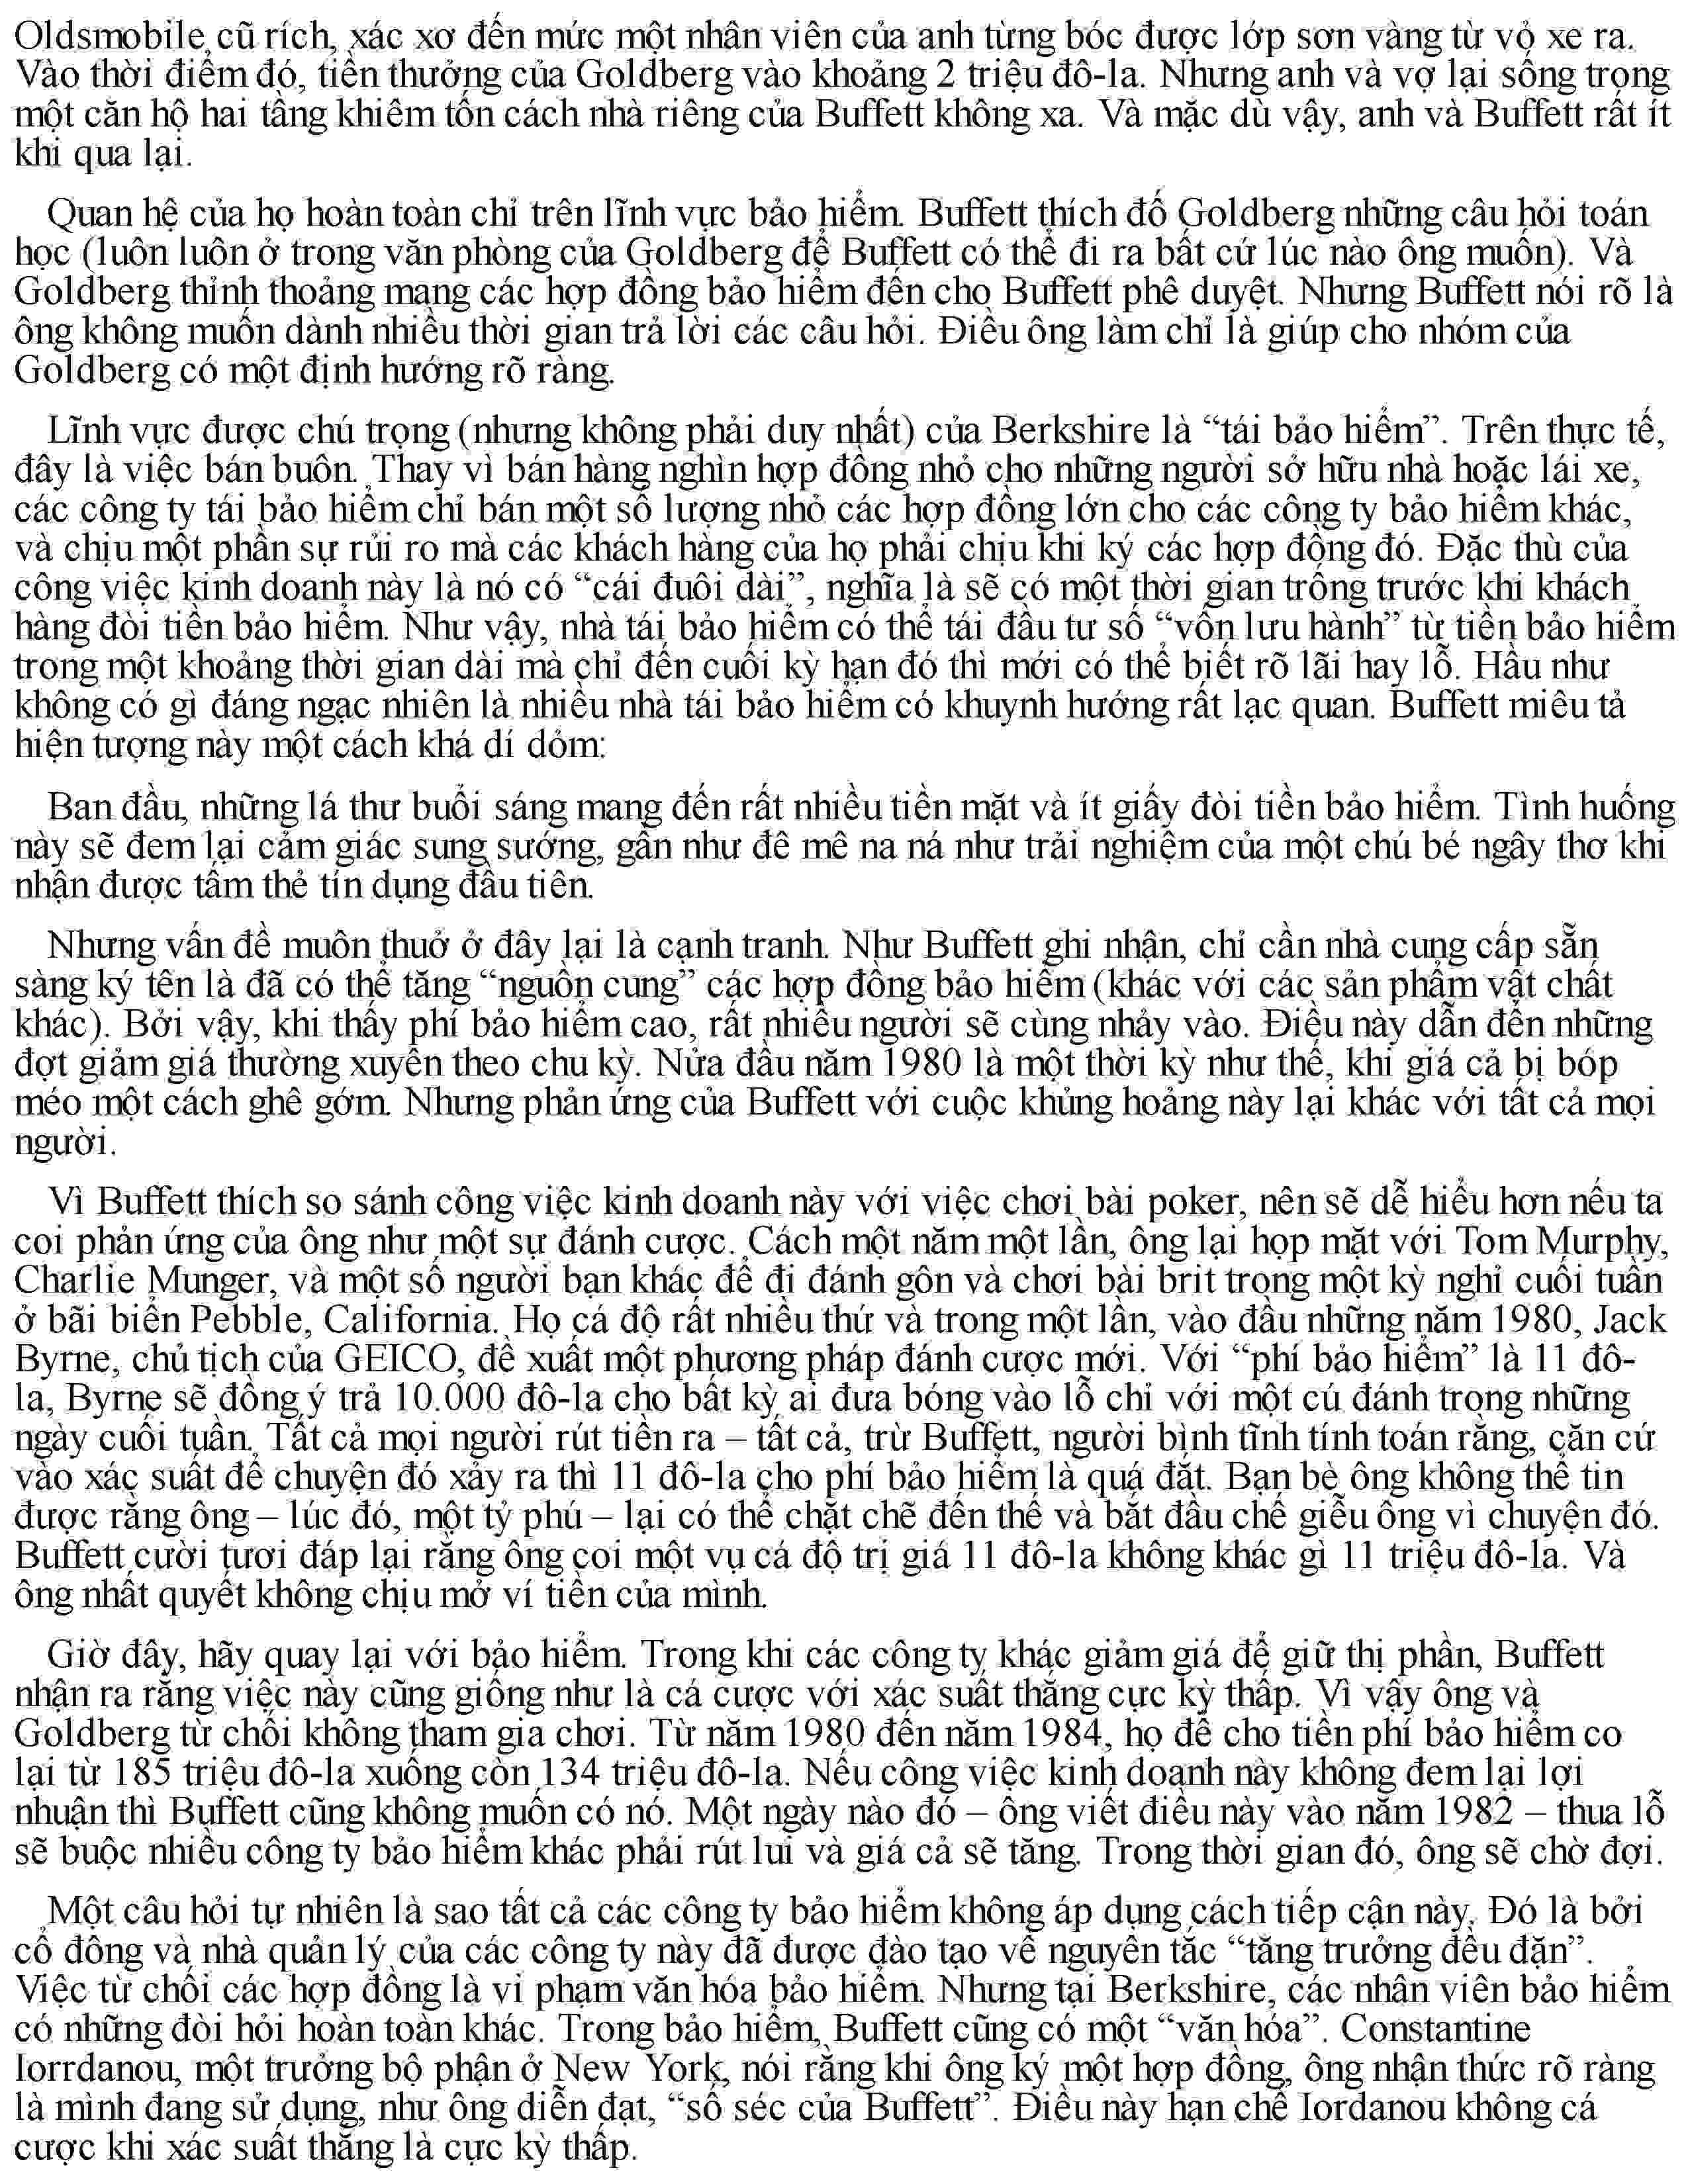 Oldsmobile cũ rích, xác xơ đến mức một nhân viên của anh từng bóc được lớp sơn vàng từ vỏ xe ra.
Vào thời điểm đó, tiền thưởng của Goldberg vào khoảng 2 triệu đô-la. Nhưng anh và vợ lại sống trong
một căn hộ hai tầng khiêm tốn cách nhà riêng của Buffett không xa. Và mặc dù vậy, anh và Buffett rất ít
khi qua lại.
Quan hệ của họ hoàn toàn chỉ trên lĩnh vực bảo hiểm. Buffett thích đố Goldberg những câu hỏi toán
học (luôn luôn ở trong văn phòng của Goldberg để Buffett có thể đi ra bất cứ lúc nào ông muốn). Và
Goldberg thỉnh thoảng mang các hợp đồng bảo hiểm đến cho Buffett phê duyệt. Nhưng Buffett nói rõ là
ông không muốn dành nhiều thời gian trả lời các câu hỏi. Điều ông làm chỉ là giúp cho nhóm của
Goldberg có một định hướng rõ ràng.
Lĩnh vực được chú trọng (nhưng không phải duy nhất) của Berkshire là “tái bảo hiểm”. Trên thực tế,
đây là việc bán buôn. Thay vì bán hàng nghìn hợp đồng nhỏ cho những người sở hữu nhà hoặc lái xe,
các công ty tái bảo hiểm chỉ bán một số lượng nhỏ các hợp đồng lớn cho các công ty bảo hiểm khác,
và chịu một phần sự rủi ro mà các khách hàng của họ phải chịu khi ký các hợp đồng đó. Đặc thù của
công việc kinh doanh này là nó có “cái đuôi dài”, nghĩa là sẽ có một thời gian trống trước khi khách
hàng đòi tiền bảo hiểm. Như vậy, nhà tái bảo hiểm có thể tái đầu tư số “vốn lưu hành” từ tiền bảo hiểm
trong một khoảng thời gian dài mà chỉ đến cuối kỳ hạn đó thì mới có thể biết rõ lãi hay lỗ. Hầu như
không có gì đáng ngạc nhiên là nhiều nhà tái bảo hiểm có khuynh hướng rất lạc quan. Buffett miêu tả
hiện tượng này một cách khá dí dỏm:
Ban đầu, những lá thư buổi sáng mang đến rất nhiều tiền mặt và ít giấy đòi tiền bảo hiểm. Tình huống
này sẽ đem lại cảm giác sung sướng, gần như đê mê na ná như trải nghiệm của một chú bé ngây thơ khi
nhận được tấm thẻ tín dụng đầu tiên.
Nhưng vấn đề muôn thuở ở đây lại là cạnh tranh. Như Buffett ghi nhận, chỉ cần nhà cung cấp sẵn
sàng ký tên là đã có thể tăng “nguồn cung” các hợp đồng bảo hiểm (khác với các sản phẩm vật chất
khác). Bởi vậy, khi thấy phí bảo hiểm cao, rất nhiều người sẽ cùng nhảy vào. Điều này dẫn đến những
đợt giảm giá thường xuyên theo chu kỳ. Nửa đầu năm 1980 là một thời kỳ như thế, khi giá cả bị bóp
méo một cách ghê gớm. Nhưng phản ứng của Buffett với cuộc khủng hoảng này lại khác với tất cả mọi
người.
Vì Buffett thích so sánh công việc kinh doanh này với việc chơi bài poker, nên sẽ dễ hiểu hơn nếu ta
coi phản ứng của ông như một sự đánh cược. Cách một năm một lần, ông lại họp mặt với Tom Murphy,
Charlie Munger, và một số người bạn khác để đi đánh gôn và chơi bài brit trong một kỳ nghỉ cuối tuần
ở bãi biển Pebble, California. Họ cá độ rất nhiều thứ và trong một lần, vào đầu những năm 1980, Jack
Byrne, chủ tịch của GEICO, đề xuất một phương pháp đánh cược mới. Với “phí bảo hiểm” là 11 đô-
la, Byrne sẽ đồng ý trả 10.000 đô-la cho bất kỳ ai đưa bóng vào lỗ chỉ với một cú đánh trong những
ngày cuối tuần. Tất cả mọi người rút tiền ra – tất cả, trừ Buffett, người bình tĩnh tính toán rằng, căn cứ
vào xác suất để chuyện đó xảy ra thì 11 đô-la cho phí bảo hiểm là quá đắt. Bạn bè ông không thể tin
được rằng ông – lúc đó, một tỷ phú – lại có thể chặt chẽ đến thế và bắt đầu chế giễu ông vì chuyện đó.
Buffett cười tươi đáp lại rằng ông coi một vụ cá độ trị giá 11 đô-la không khác gì 11 triệu đô-la. Và
ông nhất quyết không chịu mở ví tiền của mình.
Giờ đây, hãy quay lại với bảo hiểm. Trong khi các công ty khác giảm giá để giữ thị phần, Buffett
nhận ra rằng việc này cũng giống như là cá cược với xác suất thắng cực kỳ thấp. Vì vậy ông và
Goldberg từ chối không tham gia chơi. Từ năm 1980 đến năm 1984, họ để cho tiền phí bảo hiểm co
lại từ 185 triệu đô-la xuống còn 134 triệu đô-la. Nếu công việc kinh doanh này không đem lại lợi
nhuận thì Buffett cũng không muốn có nó. Một ngày nào đó – ông viết điều này vào năm 1982 – thua lỗ
sẽ buộc nhiều công ty bảo hiểm khác phải rút lui và giá cả sẽ tăng. Trong thời gian đó, ông sẽ chờ đợi.
Một câu hỏi tự nhiên là sao tất cả các công ty bảo hiểm không áp dụng cách tiếp cận này. Đó là bởi
cổ đông và nhà quản lý của các công ty này đã được đào tạo về nguyên tắc “tăng trưởng đều đặn”.
Việc từ chối các hợp đồng là vi phạm văn hóa bảo hiểm. Nhưng tại Berkshire, các nhân viên bảo hiểm
có những đòi hỏi hoàn toàn khác. Trong bảo hiểm, Buffett cũng có một “văn hóa”. Constantine
Iorrdanou, một trưởng bộ phận ở New York, nói rằng khi ông ký một hợp đồng, ông nhận thức rõ ràng
là mình đang sử dụng, như ông diễn đạt, “sổ séc của Buffett”. Điều này hạn chế Iordanou không cá
cược khi xác suất thắng là cực kỳ thấp.